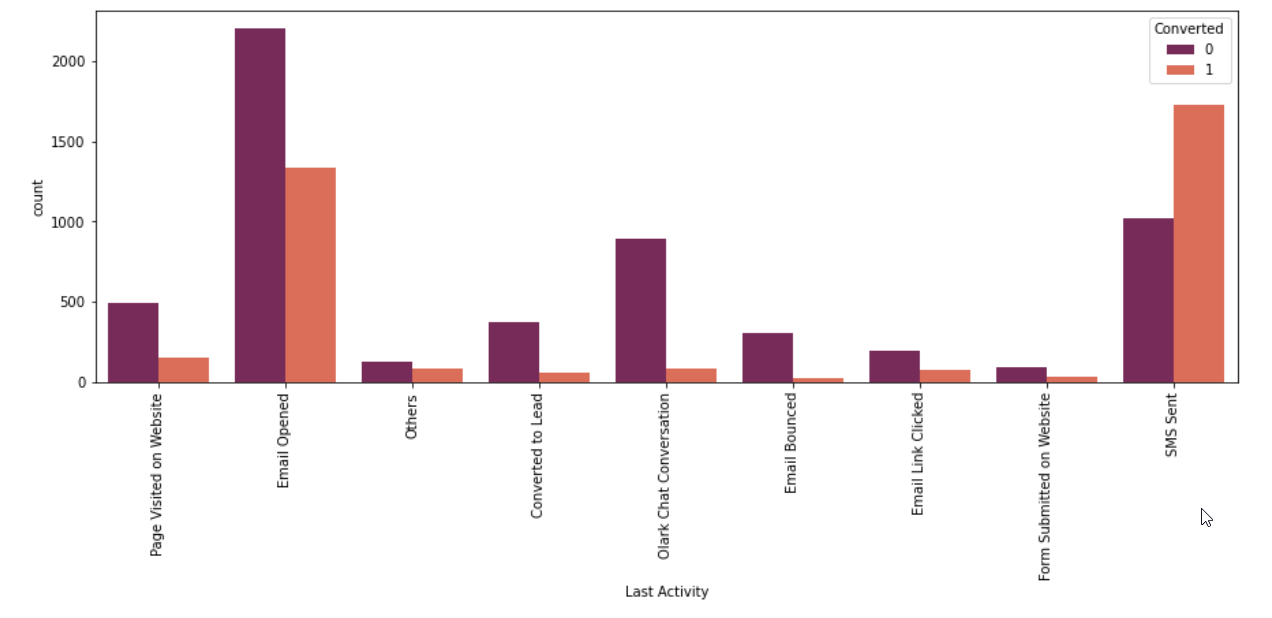 Converted
0
1
2000
1500
1000
500
0
count
Page Visited on Website
Email Opened
Others
Converted to Lead
Olark Chat Conversation
Email Bounced
Email Link Clicked
Form Submitted on Website
SMS Sent
Last Activity